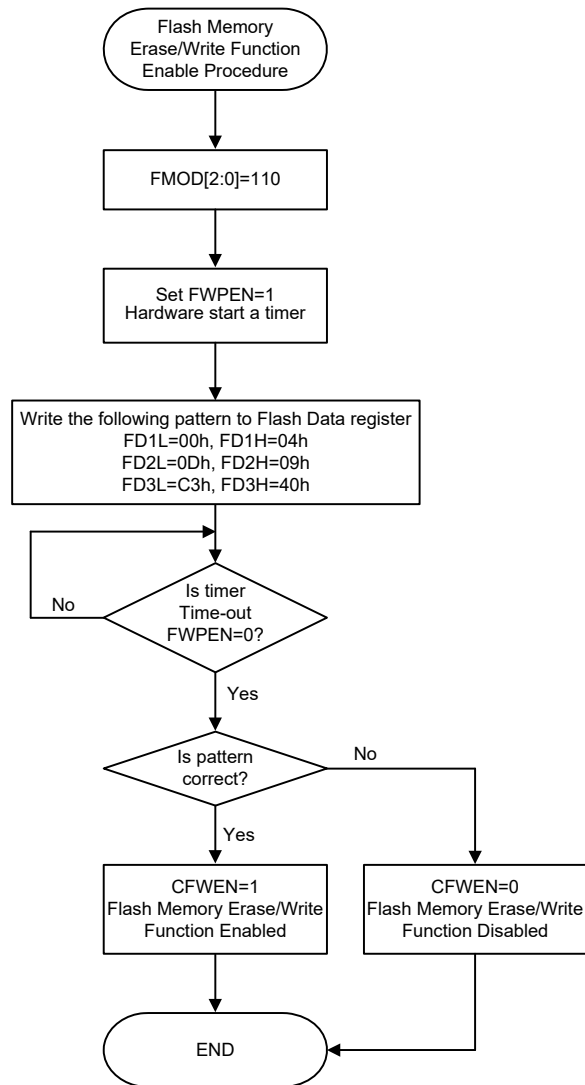 Flash Memory
Erase/Write Function
Enable Procedure
FMOD[2:0]=110
Set FWPEN=1
Hardware start a timer
Write the following pattern to Flash Data register
FD1L=00h, FD1H=04h
FD2L=0Dh, FD2H=09h
FD3L=C3h, FD3H=40h
Is timer
Time-out
FWPEN=0?
No
Yes
Is pattern
correct?
No
Yes
CFWEN=1
Flash Memory Erase/Write
Function Enabled
CFWEN=0
Flash Memory Erase/Write
Function Disabled
END